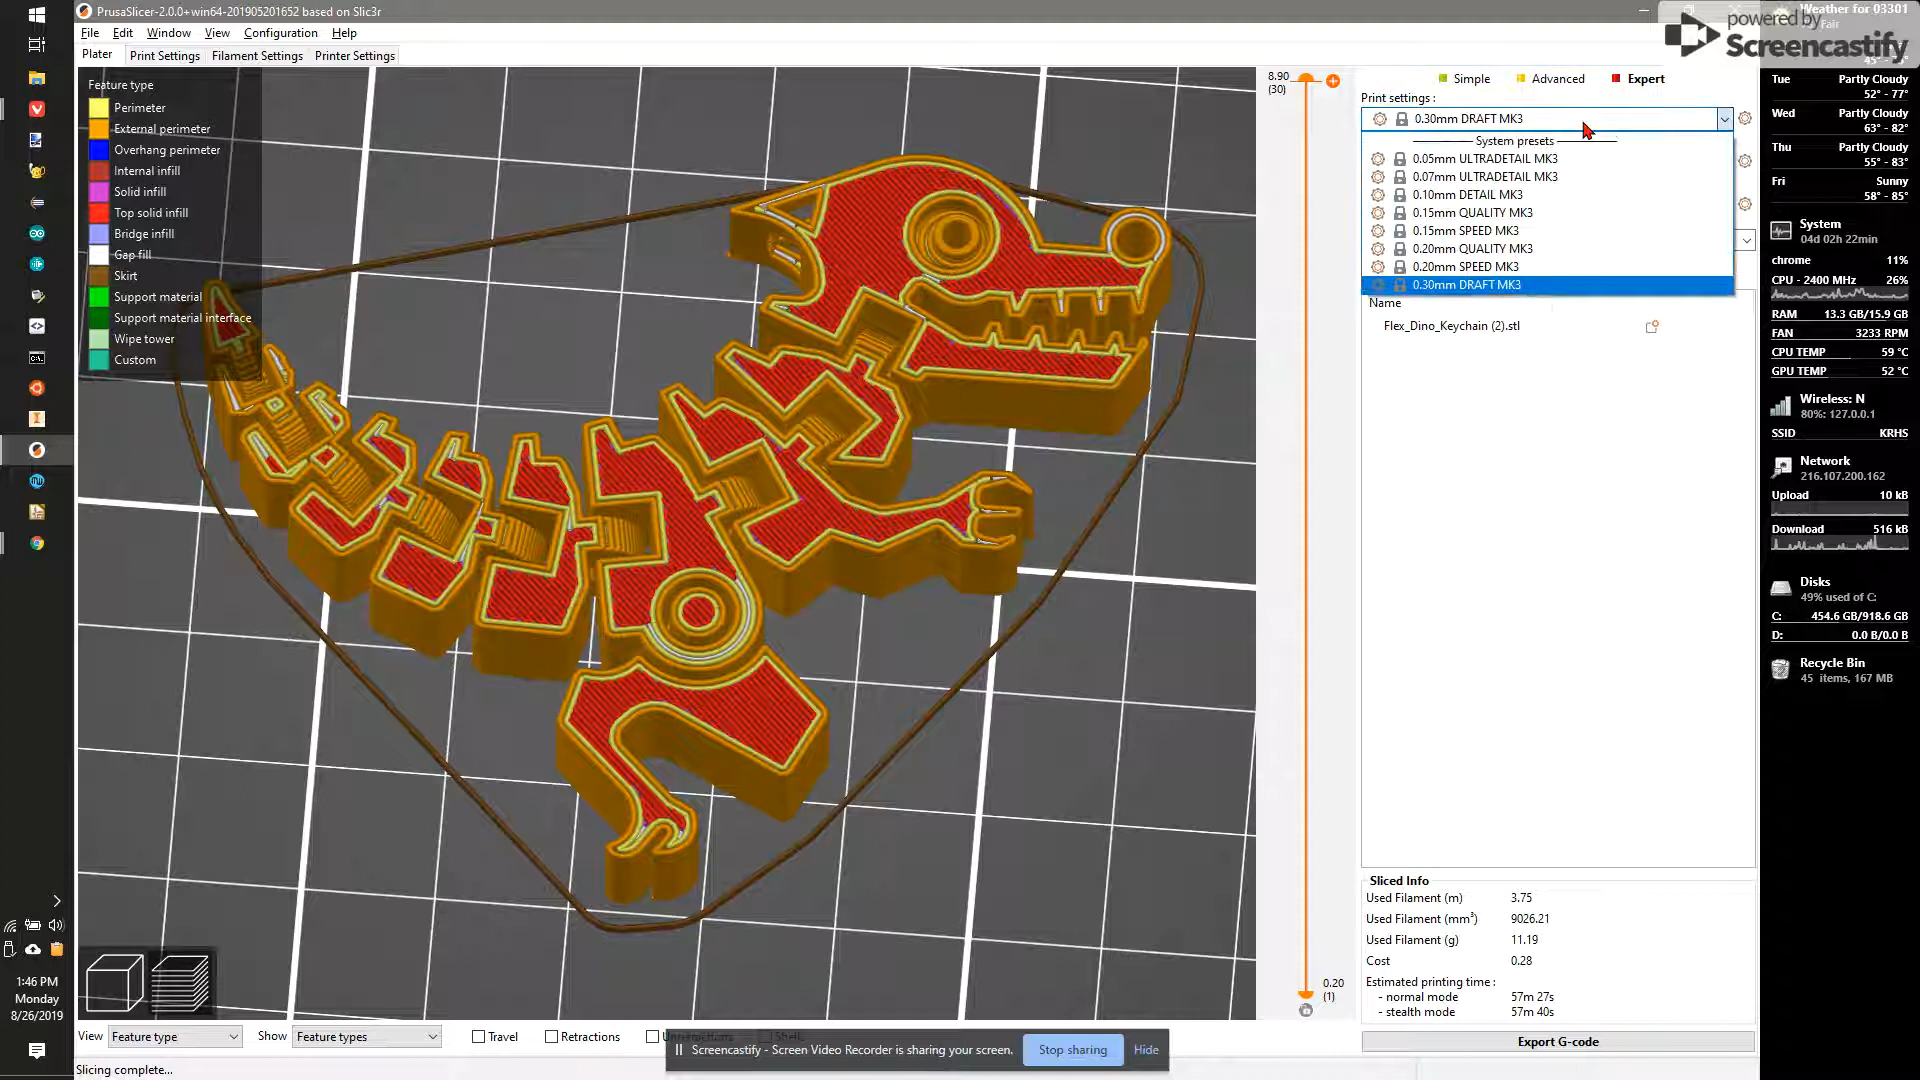 PrusaSlicer-2.0.0+win64-201905201652 based on Slic3r
File Edit Window View Configuration Help
Plater Print Settings Filament Settings Printer Settings
Feature type
Perimeter
External perimeter
Overhang perimeter
Internal infill
Solid infill
Top solid infill
Bridge infill
Gap fill
Skirt
Support material
Support material interface
Wipe tower
Custom
8.90
(30)
0.20
(1)
Simple Advanced Expert
Print settings :
0.30mm DRAFT MK3
System presets
0.05mm ULTRADETAIL MK3
0.07mm ULTRADETAIL MK3
0.10mm DETAIL MK3
0.15mm QUALITY MK3
0.15mm SPEED MK3
0.20mm QUALITY MK3
0.20mm SPEED MK3
0.30mm DRAFT MK3
Name
Flex_Dino_Keychain (2).stl
Sliced Info
Used Filament (m) 3.75
Used Filament (mm³) 9026.21
Used Filament (g) 11.19
Cost 0.28
Estimated printing time :
- normal mode 57m 27s
- stealth mode 57m 40s
Export G-code
View Feature type Show Feature types Travel Retractions
Screencastify - Screen Video Recorder is sharing your screen. Stop sharing Hide
Slicing complete...
1:46 PM
Monday
8/26/2019
Weather for 03301
Fair
powered by
Screencastify
Tue Partly Cloudy
52° - 77°
Wed Partly Cloudy
63° - 82°
Thu Partly Cloudy
55° - 83°
Fri Sunny
58° - 85°
System
04d 02h 22min
chrome 11%
CPU - 2400 MHz 26%
RAM 13.3 GB/15.9 GB
FAN 3233 RPM
CPU TEMP 59 °C
GPU TEMP 52 °C
Wireless: N
80%: 127.0.0.1
SSID KRHS
Network
216.107.200.162
Upload 10 kB
Download 516 kB
Disks
49% used of C:
C: 454.6 GB/918.6 GB
D: 0.0 B/0.0 B
Recycle Bin
45 items, 167 MB